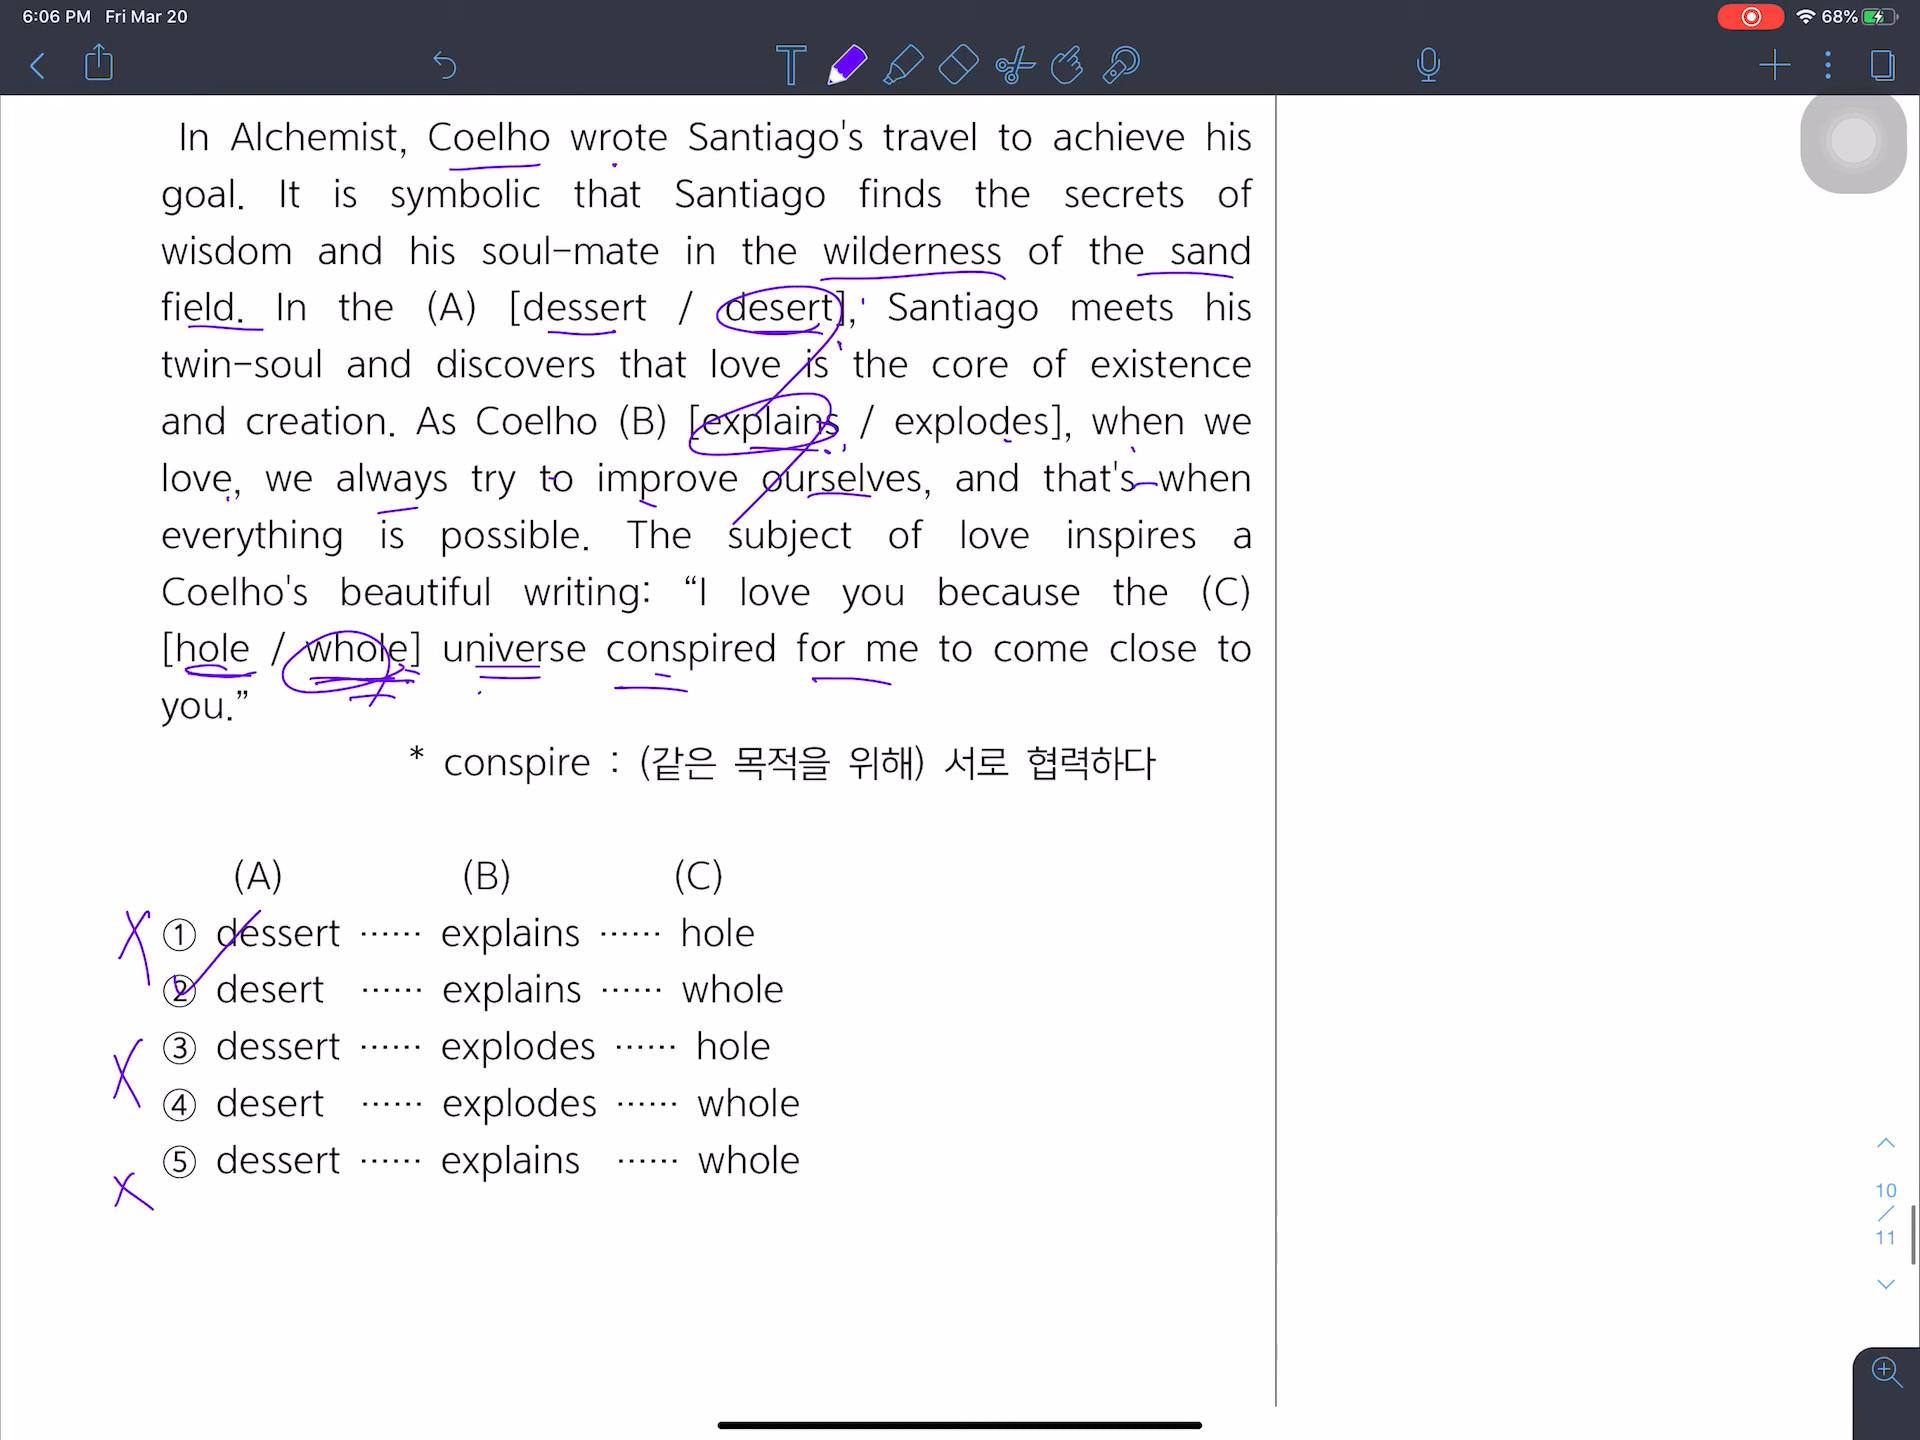 6:06 PM Fri Mar 20
68%
In Alchemist, Coelho wrote Santiago's travel to achieve his
goal. It is symbolic that Santiago finds the secrets of
wisdom and his soul-mate in the wilderness of the sand
field. In the (A) [dessert / desert], Santiago meets his
twin-soul and discovers that love is the core of existence
and creation. As Coelho (B) [explains / explodes], when we
love, we always try to improve ourselves, and that's when
everything is possible. The subject of love inspires a
Coelho's beautiful writing: “I love you because the (C)
[hole / whole] universe conspired for me to come close to
you.”
* conspire : (같은 목적을 위해) 서로 협력하다
(A) (B) (C)
① dessert ⋯⋯ explains ⋯⋯ hole
② desert ⋯⋯ explains ⋯⋯ whole
③ dessert ⋯⋯ explodes ⋯⋯ hole
④ desert ⋯⋯ explodes ⋯⋯ whole
⑤ dessert ⋯⋯ explains ⋯⋯ whole
10
/
11